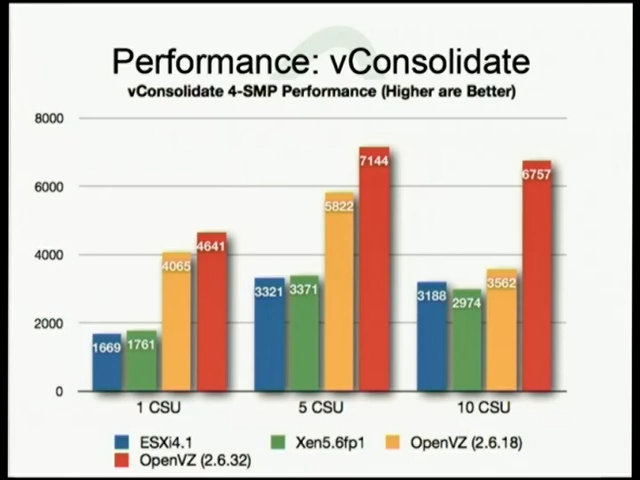 Performance: vConsolidate
vConsolidate 4-SMP Performance (Higher are Better)
8000
7144
6757
6000
5822
4641
4065
4000
3321
3371
3188
2974
3562
2000
1669
1761
0
1 CSU
5 CSU
10 CSU
ESXi4.1
Xen5.6fp1
OpenVZ (2.6.18)
OpenVZ (2.6.32)